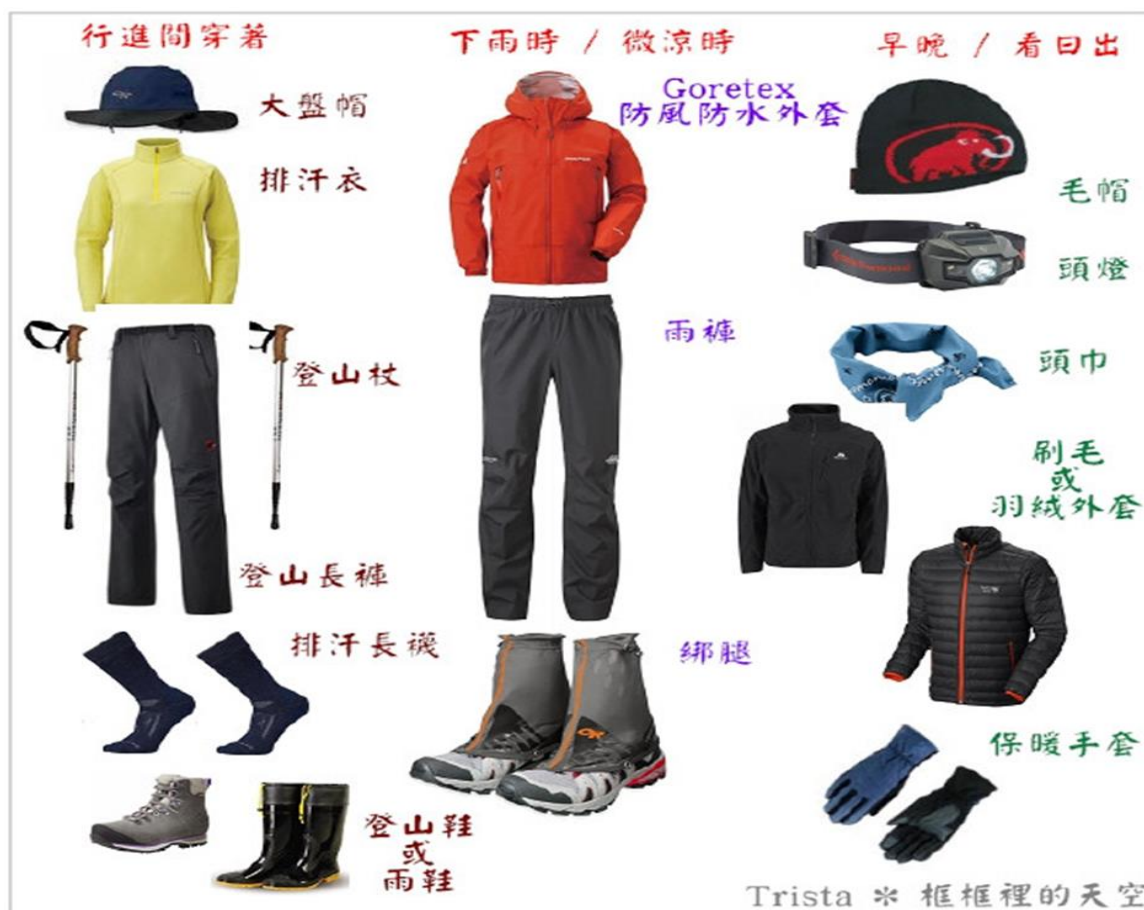 行進間穿著
大盤帽
排汗衣
登山杖
登山長褲
排汗長襪
登山鞋
或
雨鞋
下雨時 / 微涼時
Goretex
防風防水外套
雨褲
綁腿
早晚 / 看日出
毛帽
頭燈
頭巾
刷毛
或
羽絨外套
保暖手套
Trista * 框框裡的天空